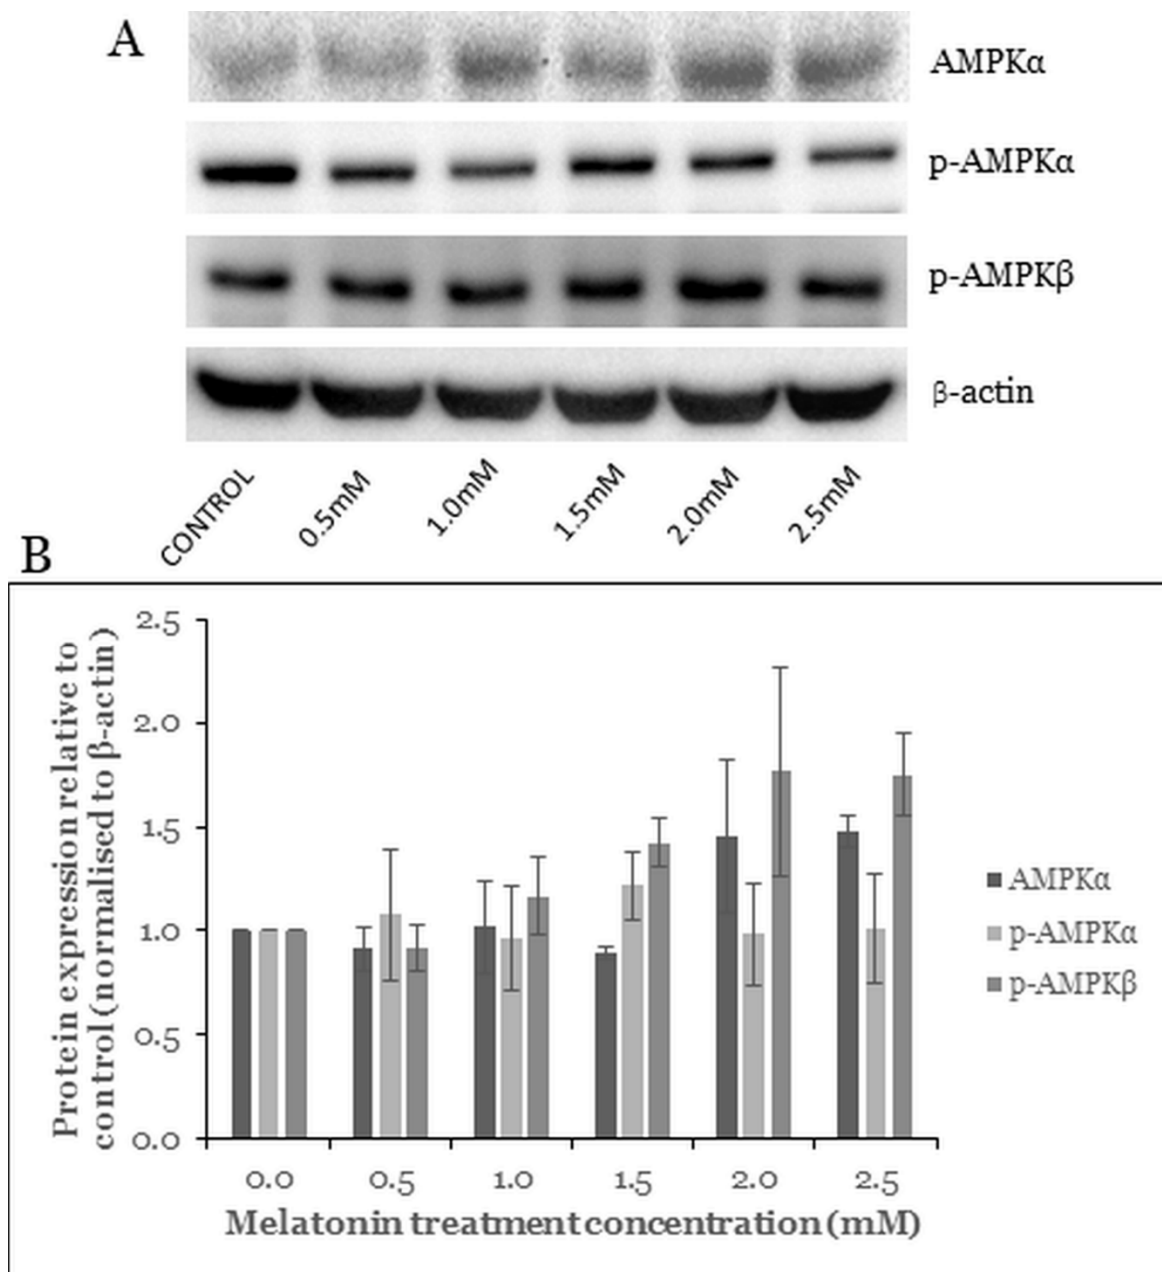 A
AMPKα
p-AMPKα
p-AMPKβ
β-actin
CONTROL
0.5mM
1.0mM
1.5mM
2.0mM
2.5mM
B
Protein expression relative to
control (normalised to β-actin)
2.5
2.0
1.5
1.0
0.5
0.0
0.0 0.5 1.0 1.5 2.0 2.5
Melatonin treatment concentration (mM)
AMPKα
p-AMPKα
p-AMPKβ